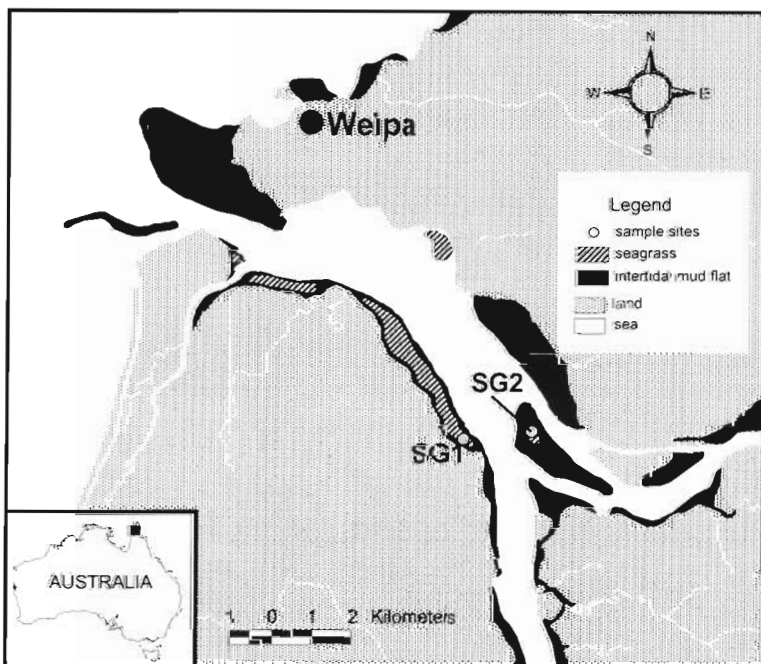 N
W E
S
Weipa
Legend
sample sites
seagrass
intertidal mud flat
land
sea
SG2
SG1
AUSTRALIA
1 0 1 2 Kilometers